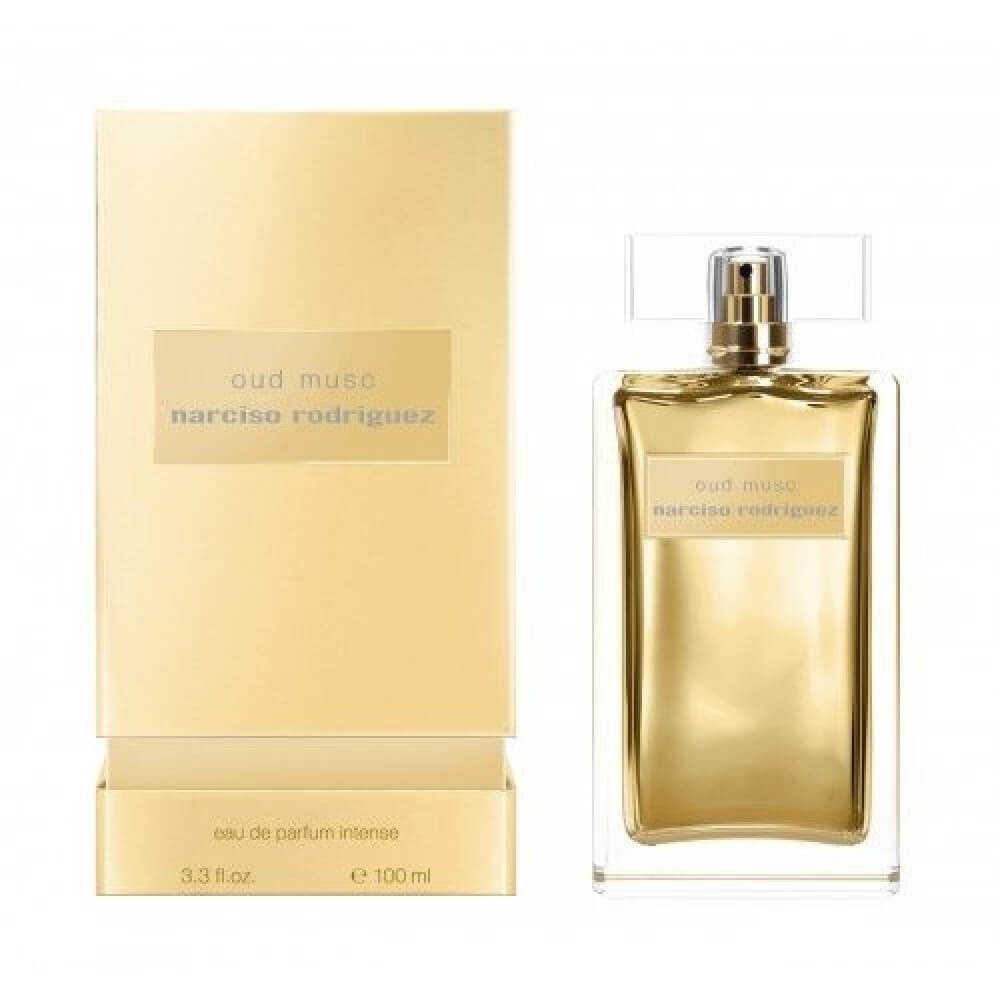 oud musc
narciso rodriguez
eau de parfum intense
3.3 fl.oz. e 100 ml
oud musc
narciso rodriguez